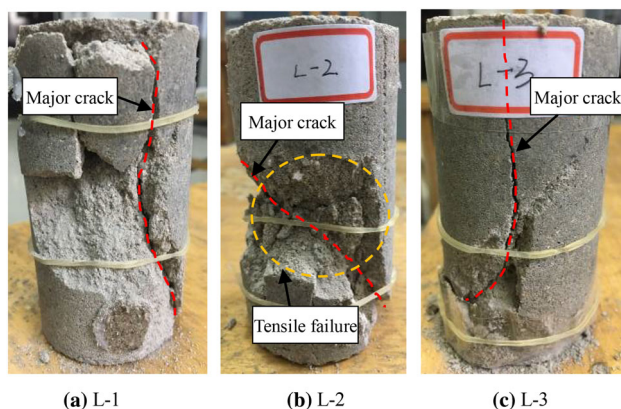 Major crack
L-2
Major crack
Tensile failure
L-3
Major crack
(a) L-1
(b) L-2
(c) L-3